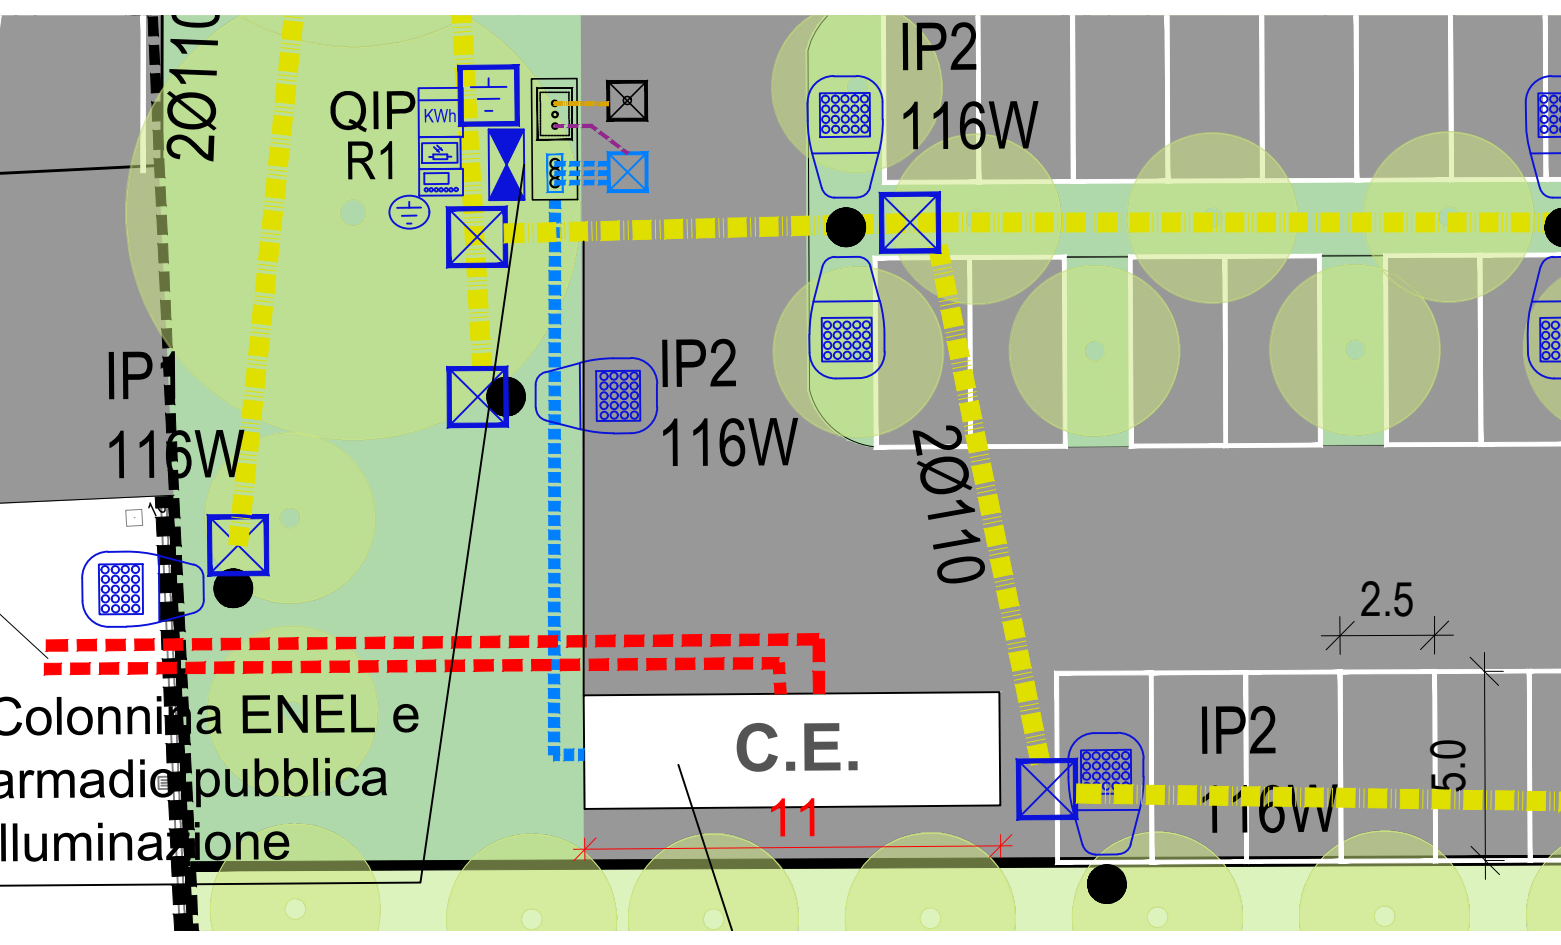 2Ø110
IP2
116W
QIP
R1
KWh
IP1
116W
IP2
116W
2Ø110
2.5
Colonnina ENEL e
armadio pubblica
illuminazione
C.E.
11
IP2
116W
5.0